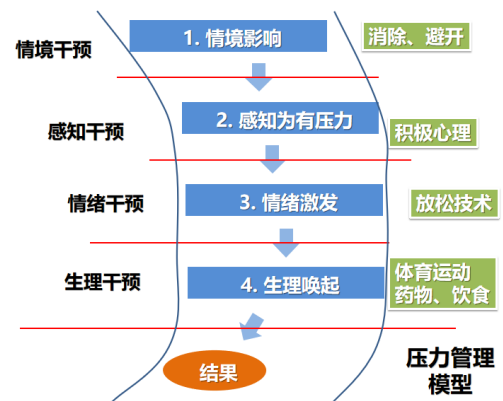 1. 情境影响
消除、避开
情境干预
2. 感知为有压力
感知干预
积极心理
3. 情绪激发
情绪干预
放松技术
体育运动
生理干预
4. 生理唤起
药物、饮食
压力管理
结果
模型